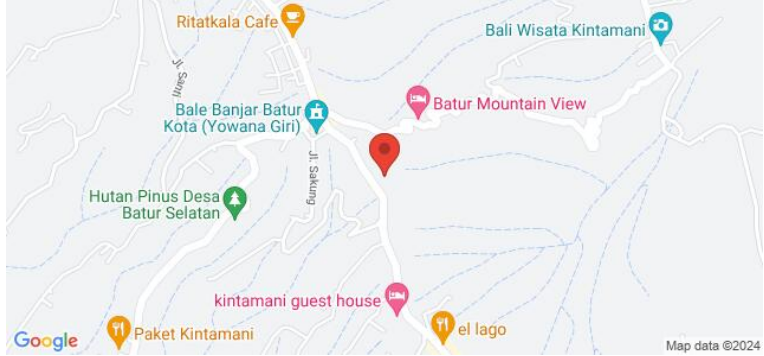 Ritatkala Cafe
Bali Wisata Kintamani
Jl. Santi
Batur Mountain View
Bale Banjar Batur
Kota (Yowana Giri)
Jl. Sakung
Hutan Pinus Desa
Batur Selatan
kintamani guest house
el lago
Paket Kintamani
Google
Map data ©2024